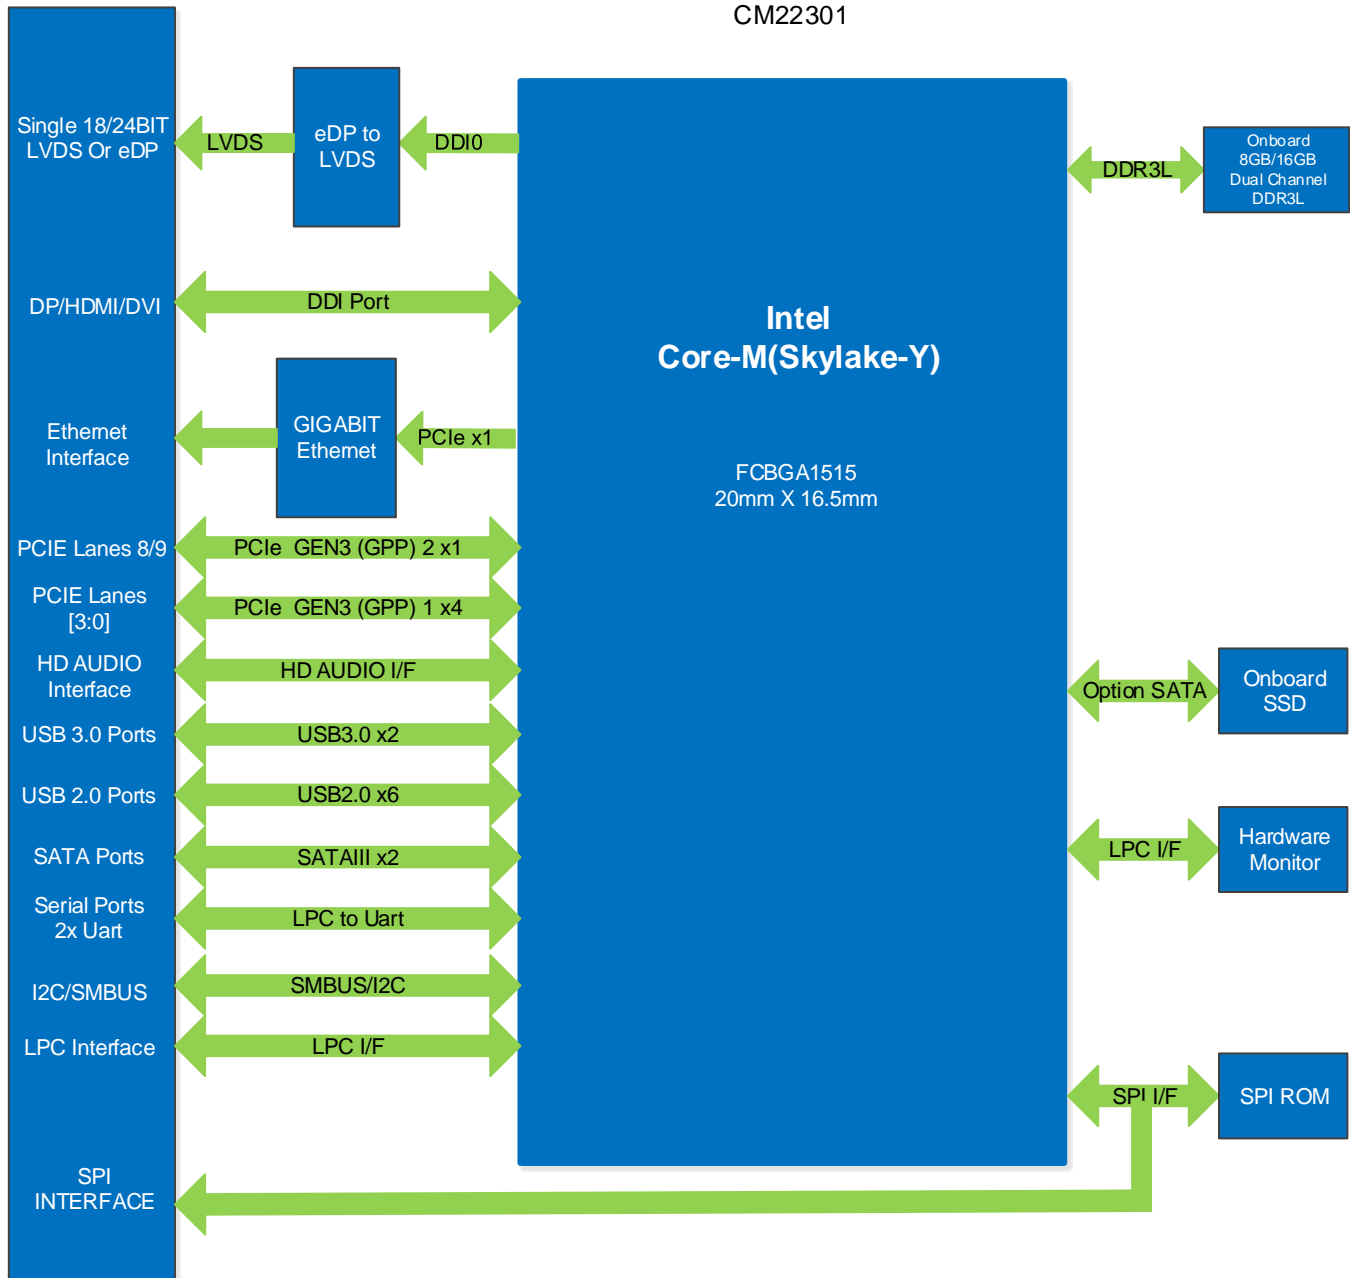 CM22301
Single 18/24BIT
LVDS Or eDP
LVDS
eDP to
LVDS
DDI0
DDR3L
Onboard
8GB/16GB
Dual Channel
DDR3L
DP/HDMI/DVI
DDI Port
Intel
Core-M(Skylake-Y)
FCBGA1515
20mm X 16.5mm
Ethernet
Interface
GIGABIT
Ethernet
PCIe x1
PCIE Lanes 8/9
PCIe GEN3 (GPP) 2 x1
PCIE Lanes
[3:0]
PCIe GEN3 (GPP) 1 x4
HD AUDIO
Interface
HD AUDIO I/F
Option SATA
Onboard
SSD
USB 3.0 Ports
USB3.0 x2
USB 2.0 Ports
USB2.0 x6
SATA Ports
SATAIII x2
LPC I/F
Hardware
Monitor
Serial Ports
2x Uart
LPC to Uart
I2C/SMBUS
SMBUS/I2C
LPC Interface
LPC I/F
SPI I/F
SPI ROM
SPI
INTERFACE